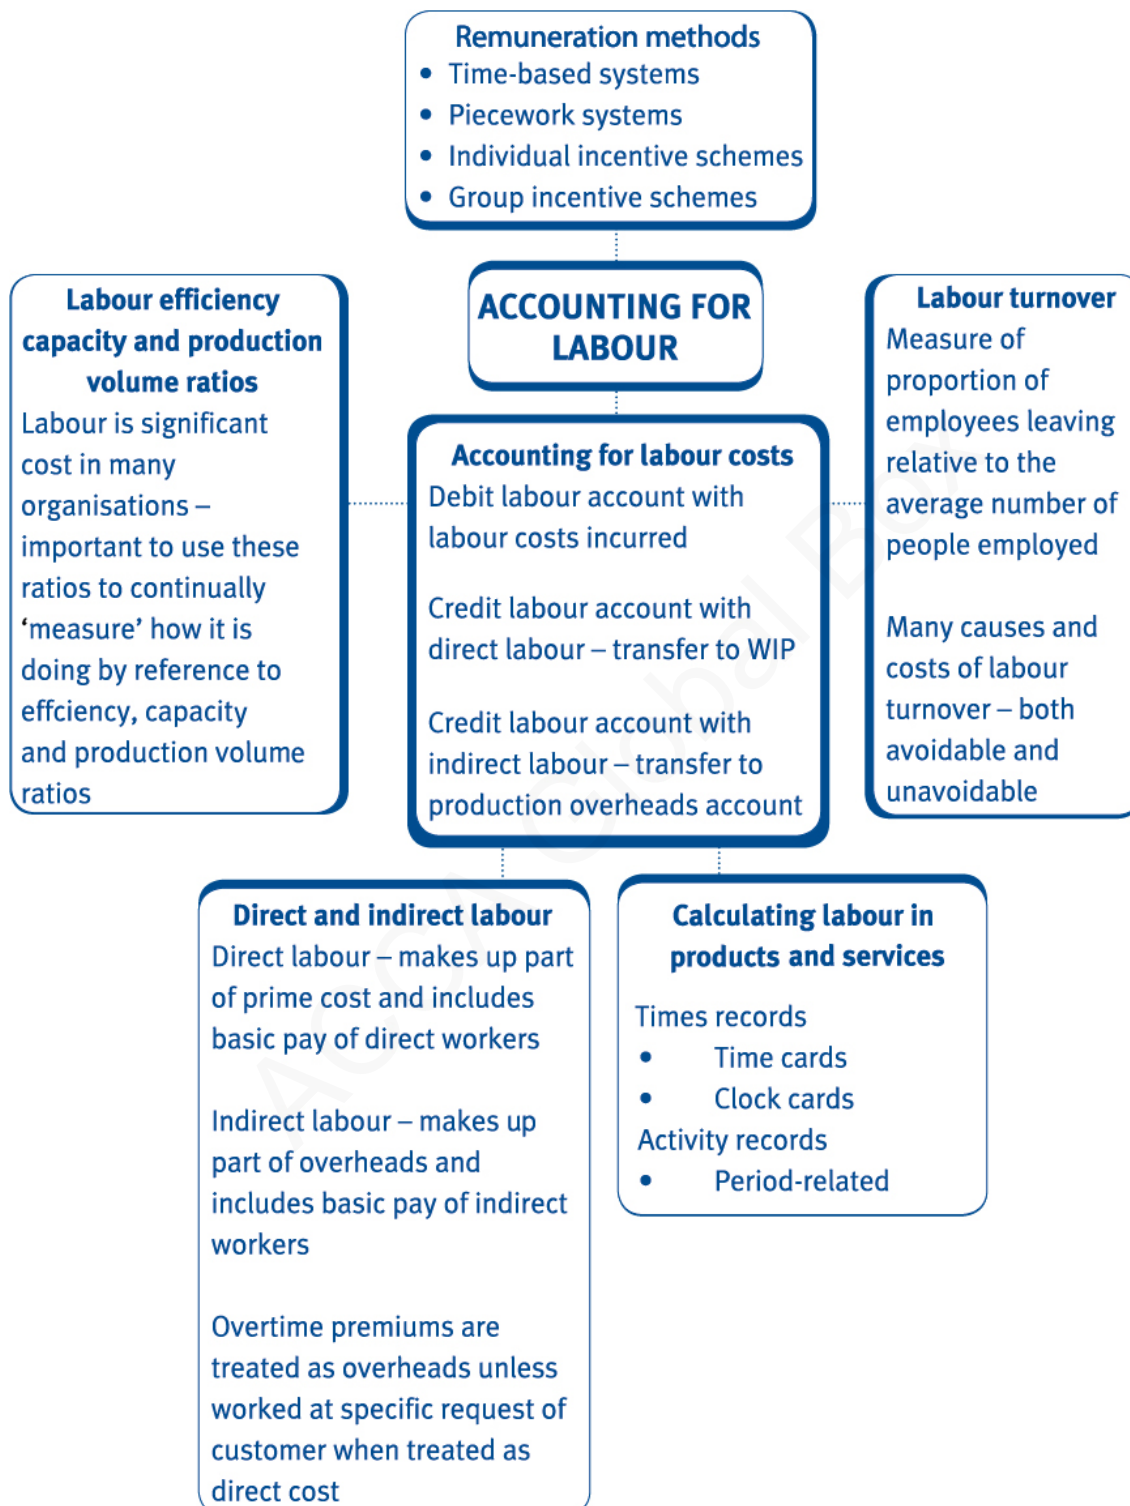 Remuneration methods
• Time-based systems
• Piecework systems
• Individual incentive schemes
• Group incentive schemes
ACCOUNTING FOR
LABOUR
Labour efficiency
capacity and production
volume ratios
Labour is significant
cost in many
organisations –
important to use these
ratios to continually
‘measure’ how it is
doing by reference to
effciency, capacity
and production volume
ratios
Accounting for labour costs
Debit labour account with
labour costs incurred
Credit labour account with
direct labour – transfer to WIP
Credit labour account with
indirect labour – transfer to
production overheads account
Labour turnover
Measure of
proportion of
employees leaving
relative to the
average number of
people employed
Many causes and
costs of labour
turnover – both
avoidable and
unavoidable
Direct and indirect labour
Direct labour – makes up part
of prime cost and includes
basic pay of direct workers
Indirect labour – makes up
part of overheads and
includes basic pay of indirect
workers
Overtime premiums are
treated as overheads unless
worked at specific request of
customer when treated as
direct cost
Calculating labour in
products and services
Times records
• Time cards
• Clock cards
Activity records
• Period-related
ACCA Global Box